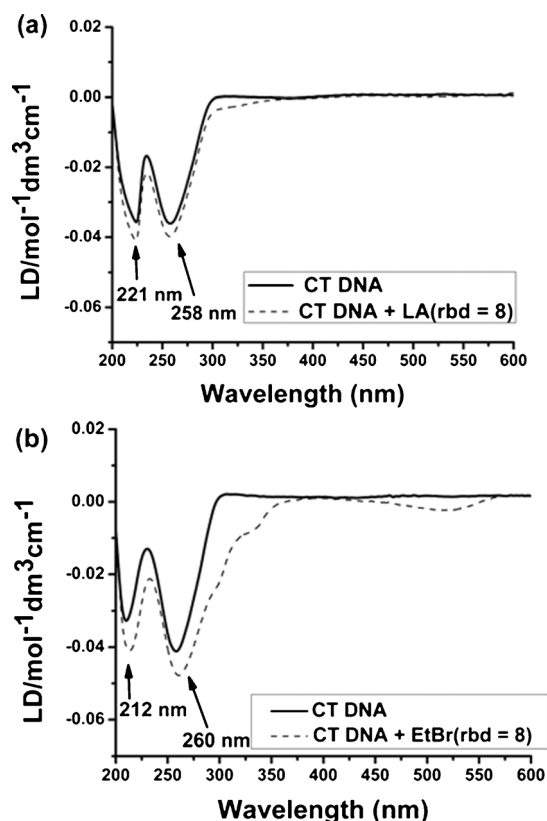 (a)
0.02
0.00
-0.02
-0.04
-0.06
LD/mol-1dm3cm-1
221 nm
258 nm
CT DNA
CT DNA + LA(rbd = 8)
200 250 300 350 400 450 500 550 600
Wavelength (nm)
(b)
0.02
0.00
-0.02
-0.04
-0.06
LD/mol-1dm3cm-1
212 nm
260 nm
CT DNA
CT DNA + EtBr(rbd = 8)
200 250 300 350 400 450 500 550 600
Wavelength (nm)